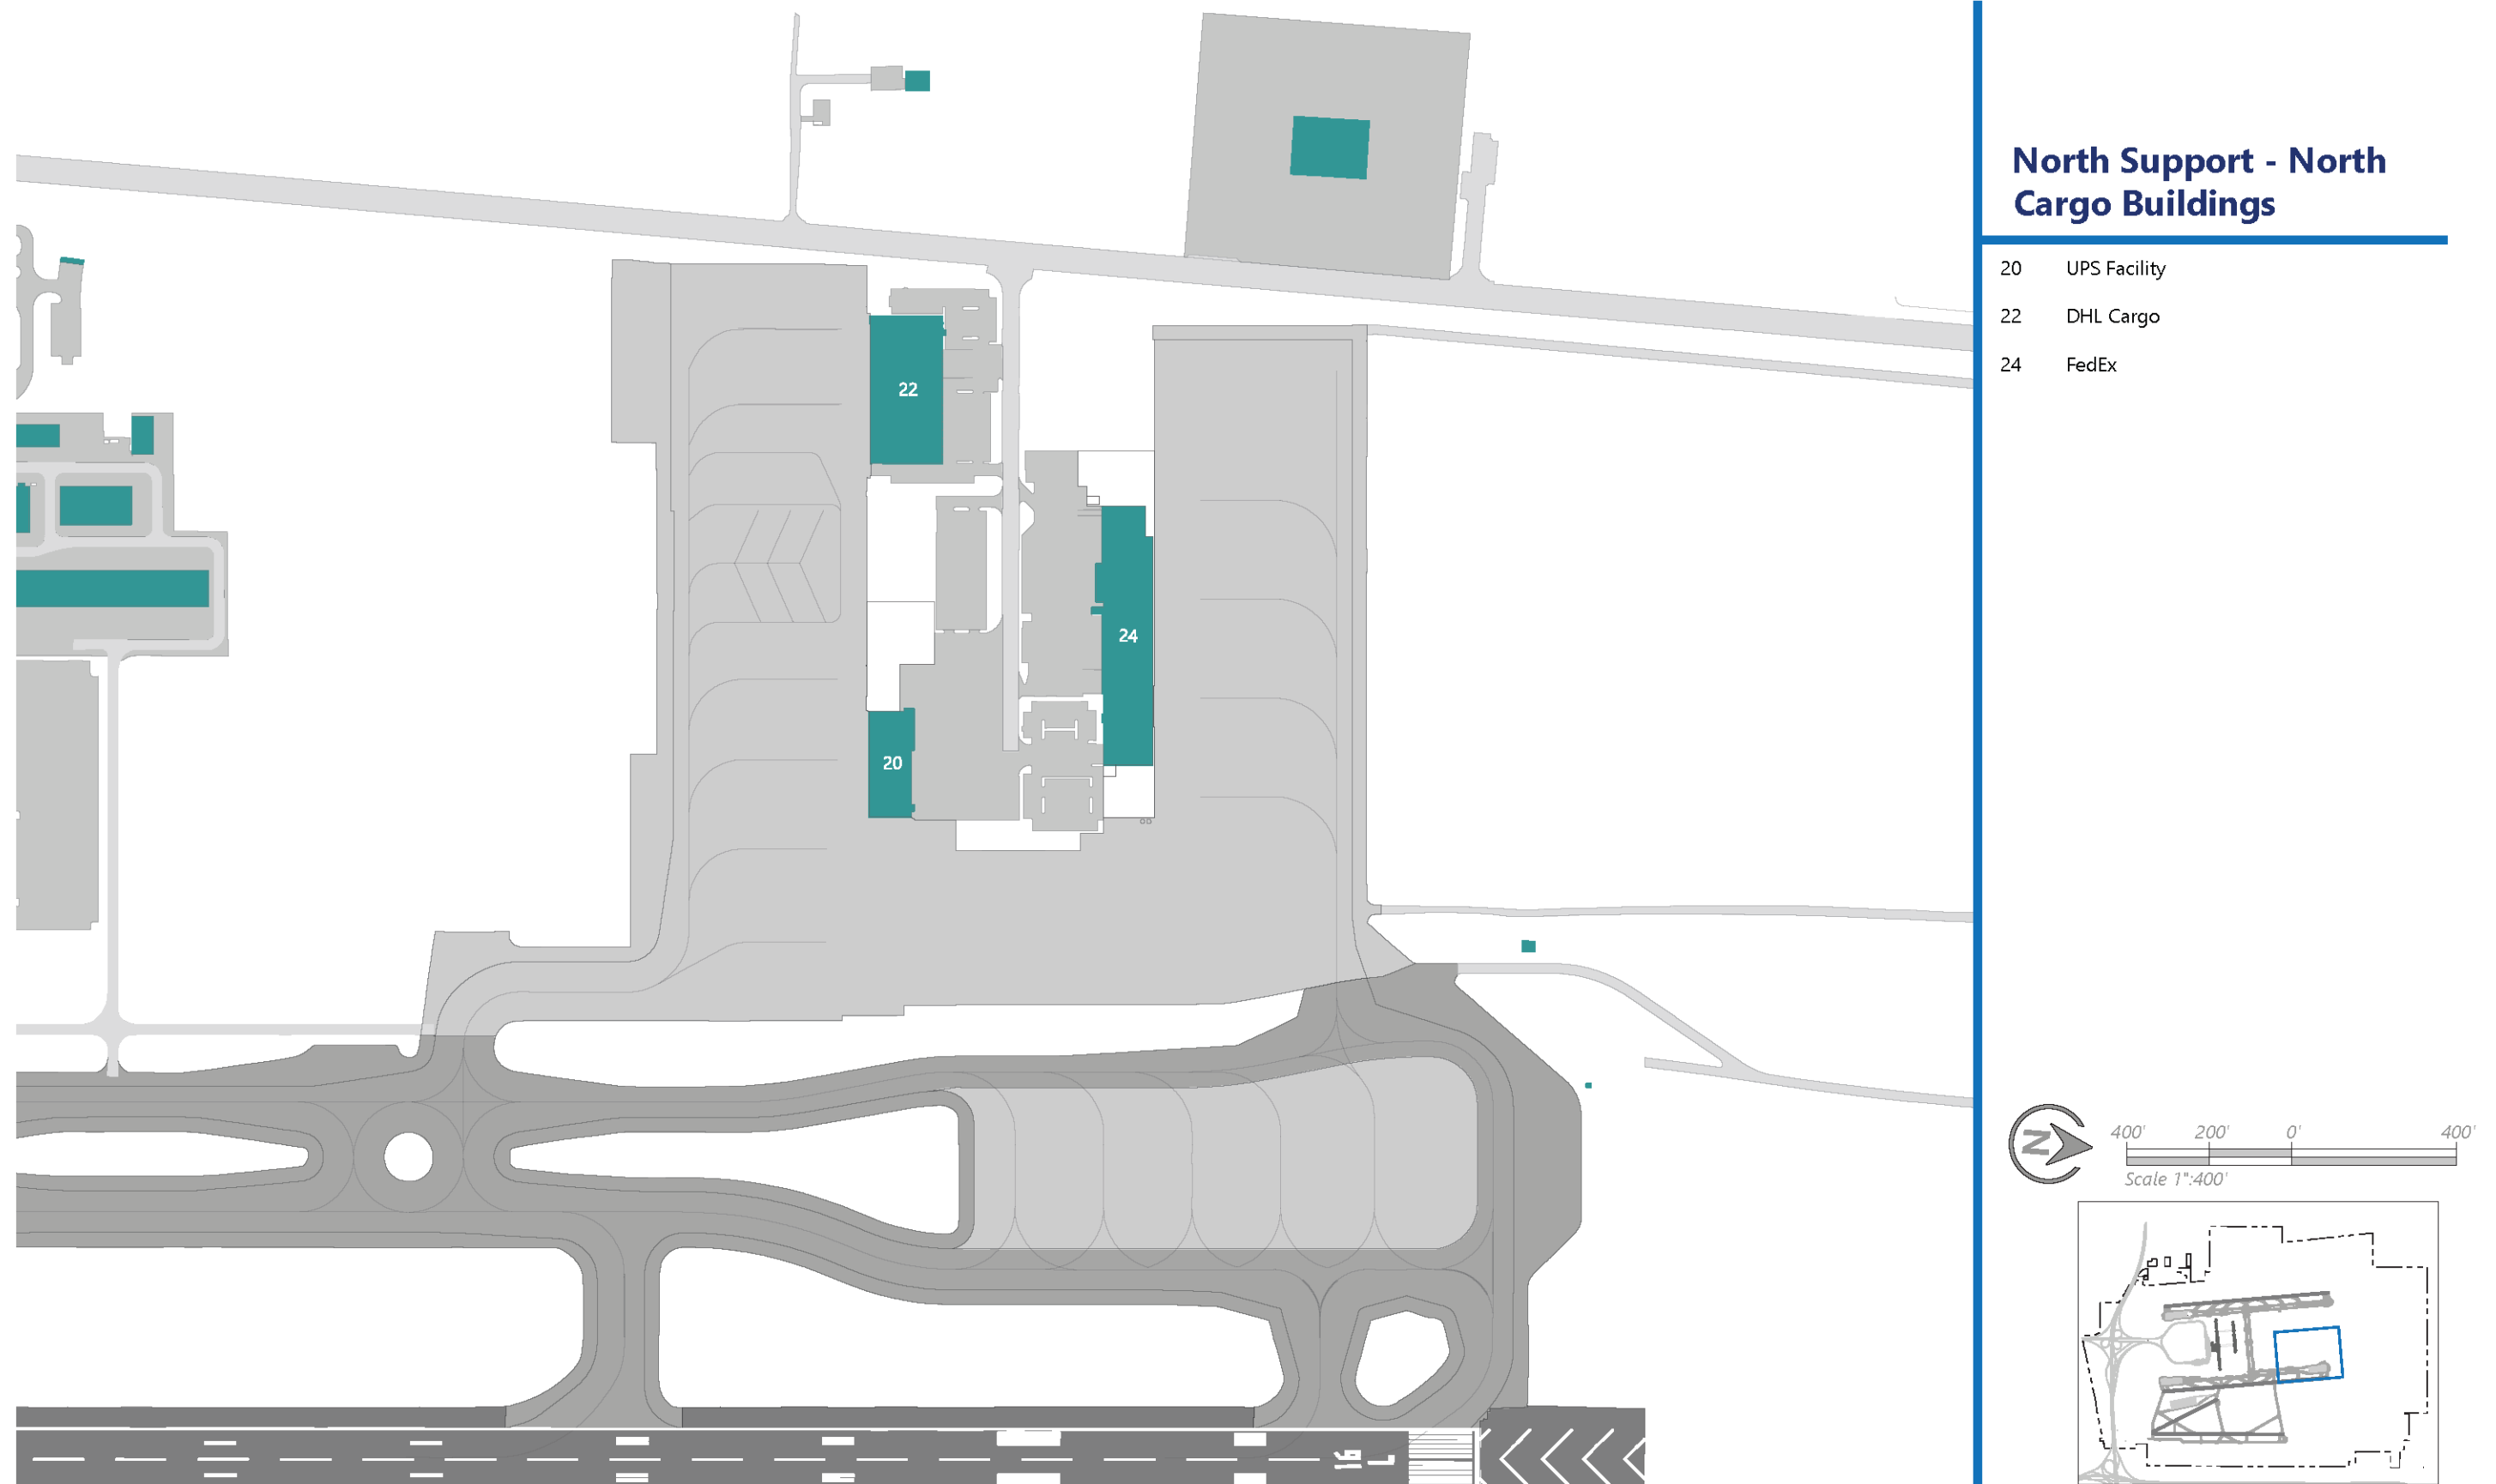 North Support - North
Cargo Buildings
20 UPS Facility
22 DHL Cargo
24 FedEx
22
24
20
N
400' 200' 0' 400'
Scale 1":400'